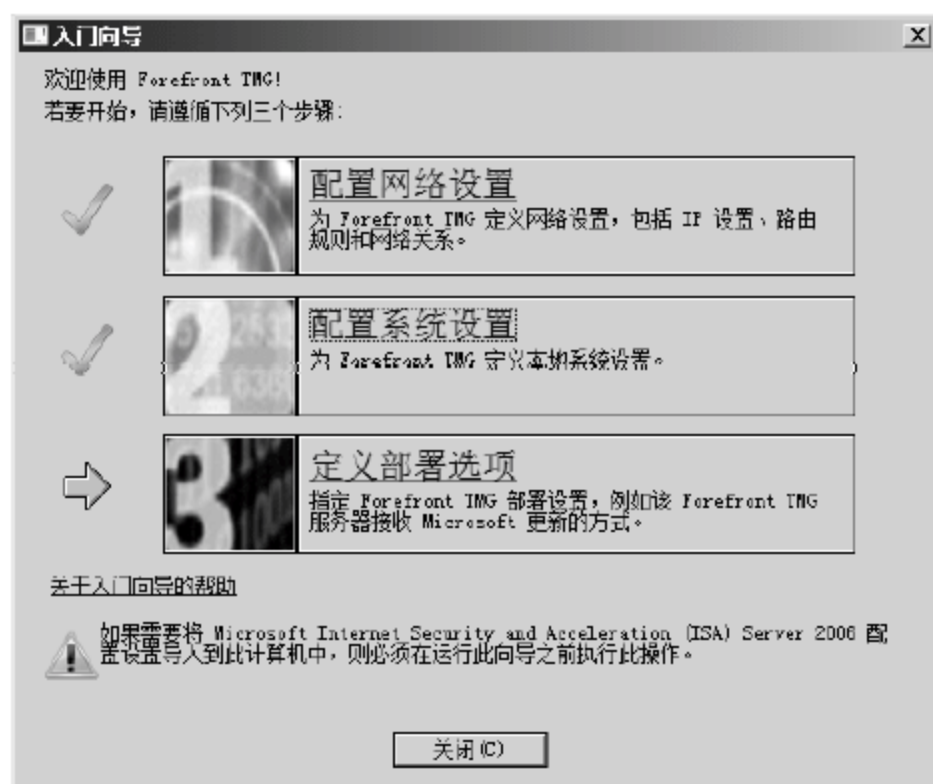 入门向导
欢迎使用 Forefront TMG!
若要开始，请遵循下列三个步骤:
配置网络设置
为 Forefront TMG 定义网络设置，包括 IP 设置、路由
规则和网络关系。
配置系统设置
为 Forefront TMG 定义本地系统设置。
定义部署选项
指定 Forefront TMG 部署设置，例如该 Forefront TMG
服务器接收 Microsoft 更新的方式。
关于入门向导的帮助
如果需要将 Microsoft Internet Security and Acceleration (ISA) Server 2006 配
置设置导入到此计算机中，则必须在运行此向导之前执行此操作。
关闭(C)